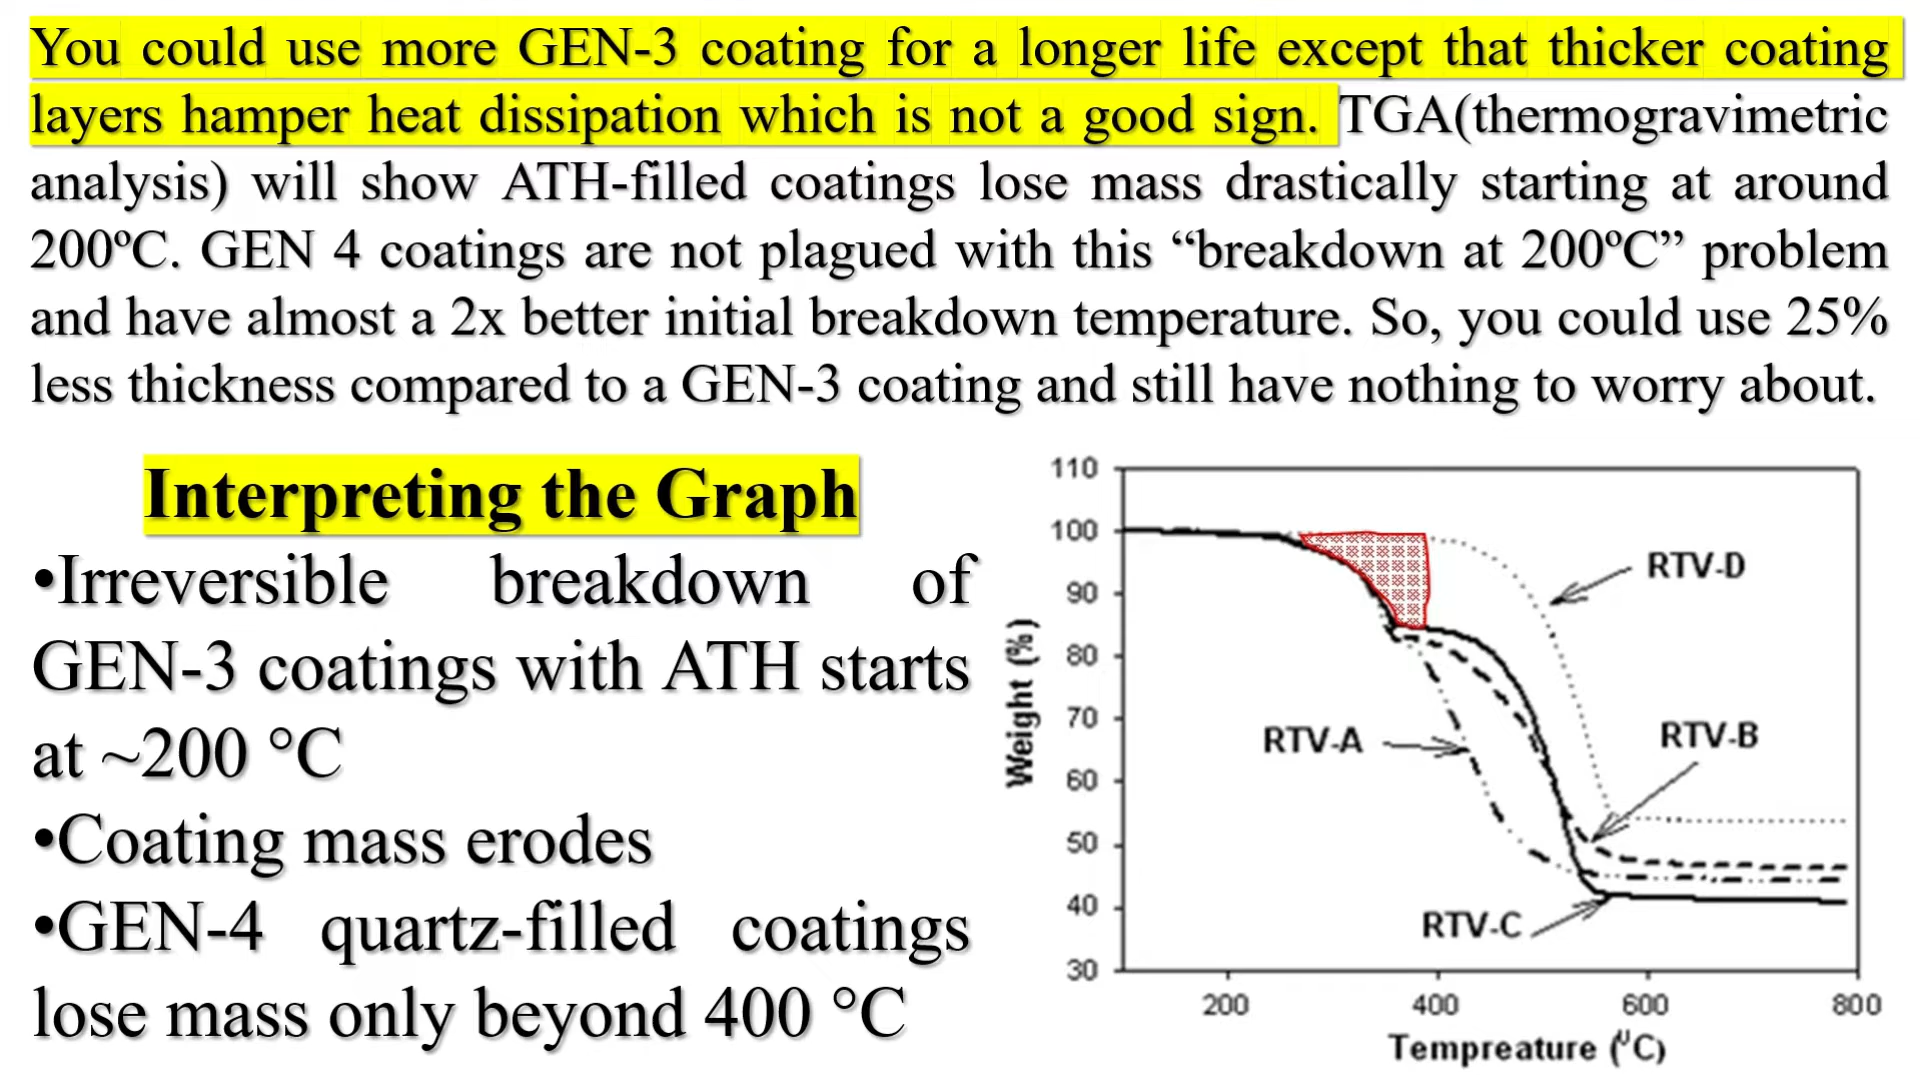 You could use more GEN-3 coating for a longer life except that thicker coating
layers hamper heat dissipation which is not a good sign. TGA(thermogravimetric
analysis) will show ATH-filled coatings lose mass drastically starting at around
200ºC. GEN 4 coatings are not plagued with this “breakdown at 200ºC” problem
and have almost a 2x better initial breakdown temperature. So, you could use 25%
less thickness compared to a GEN-3 coating and still have nothing to worry about.
Interpreting the Graph
•Irreversible breakdown of
GEN-3 coatings with ATH starts
at ~200 °C
•Coating mass erodes
•GEN-4 quartz-filled coatings
lose mass only beyond 400 °C
110
100
90
80
70
60
50
40
30
Weight (%)
RTV-D
RTV-A
RTV-B
RTV-C
200 400 600 800
Tempreature (⁰C)